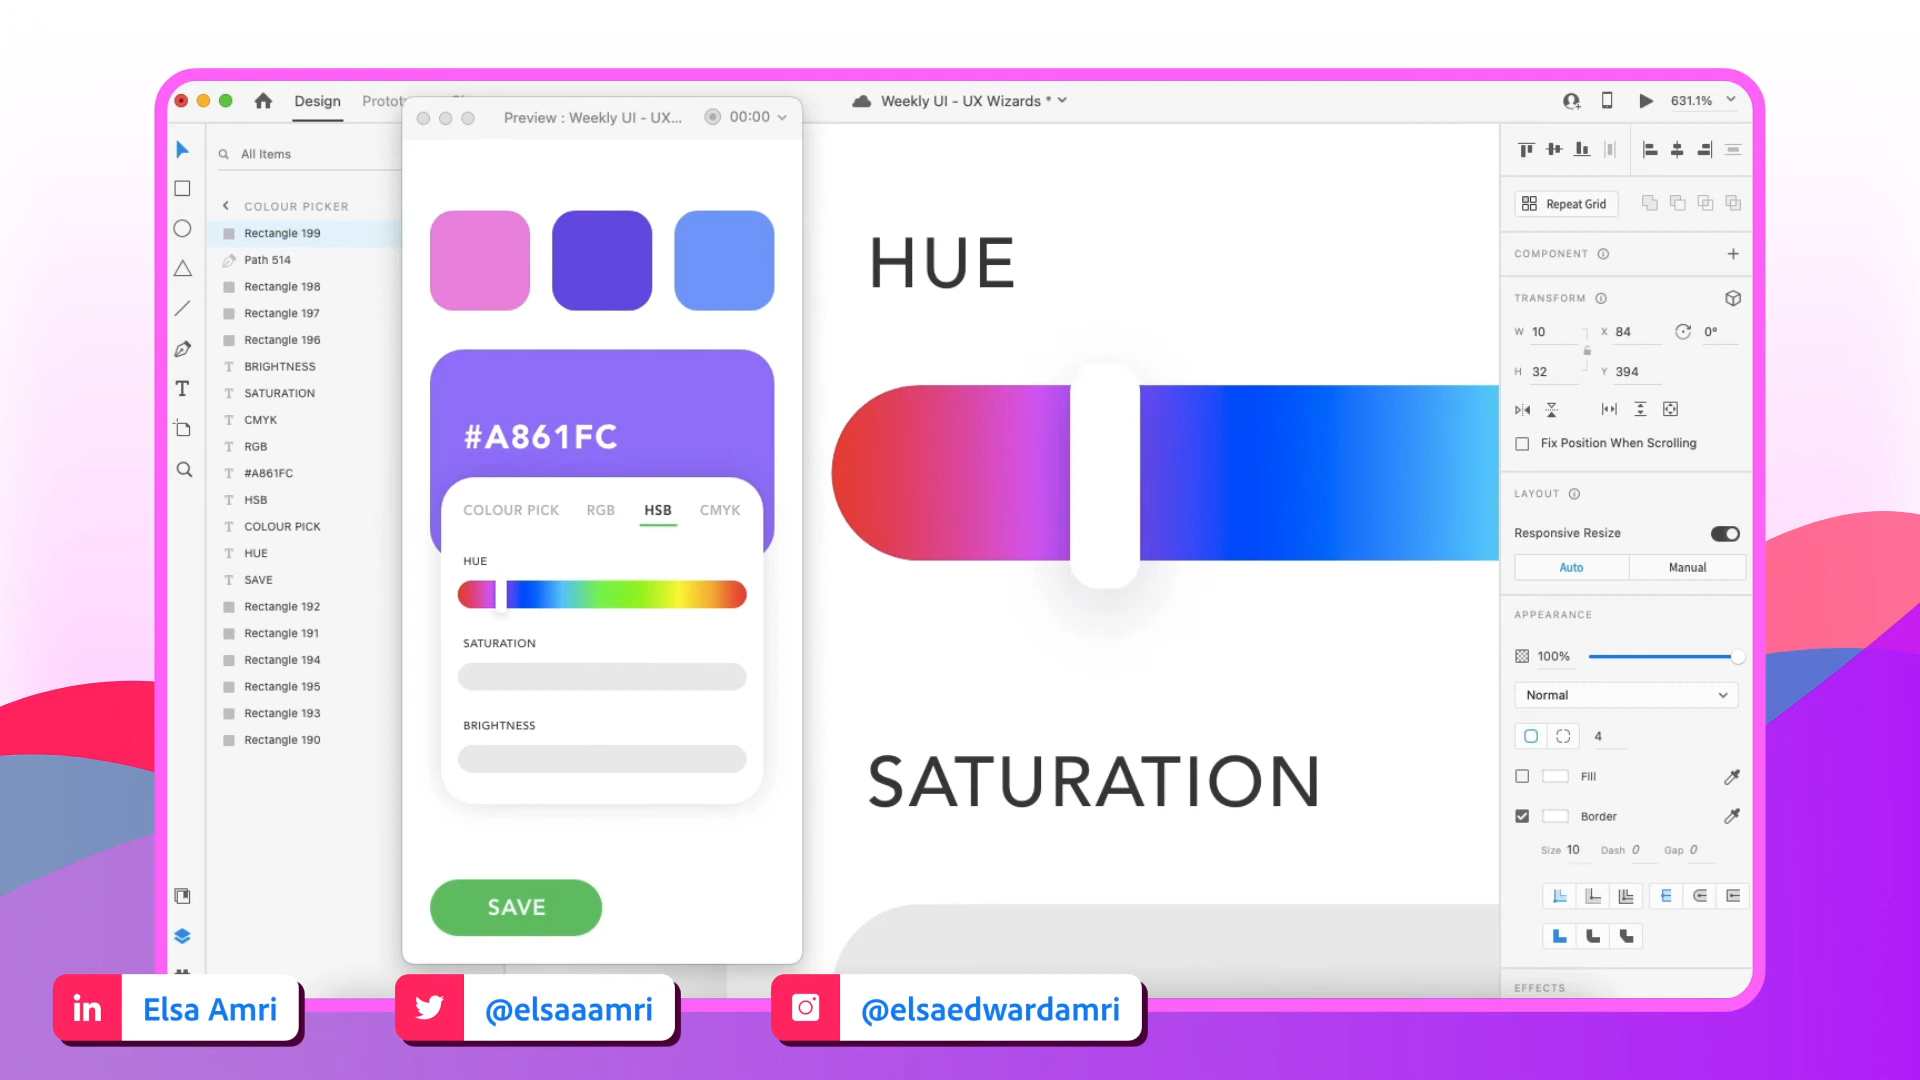 Design
Protot
Weekly UI - UX Wizards *
631.1%
Preview : Weekly UI - UX...
00:00
All Items
COLOUR PICKER
Rectangle 199
Path 514
Rectangle 198
Rectangle 197
Rectangle 196
BRIGHTNESS
SATURATION
CMYK
RGB
#A861FC
HSB
COLOUR PICK
HUE
SAVE
Rectangle 192
Rectangle 191
Rectangle 194
Rectangle 195
Rectangle 193
Rectangle 190
#A861FC
COLOUR PICK
RGB
HSB
CMYK
HUE
SATURATION
BRIGHTNESS
SAVE
HUE
SATURATION
Repeat Grid
COMPONENT
TRANSFORM
W 10
X 84
0°
H 32
Y 394
Fix Position When Scrolling
LAYOUT
Responsive Resize
Auto
Manual
APPEARANCE
100%
Normal
4
Fill
Border
Size 10 Dash 0 Gap 0
EFFECTS
in Elsa Amri
@elsaaamri
@elsaedwardamri